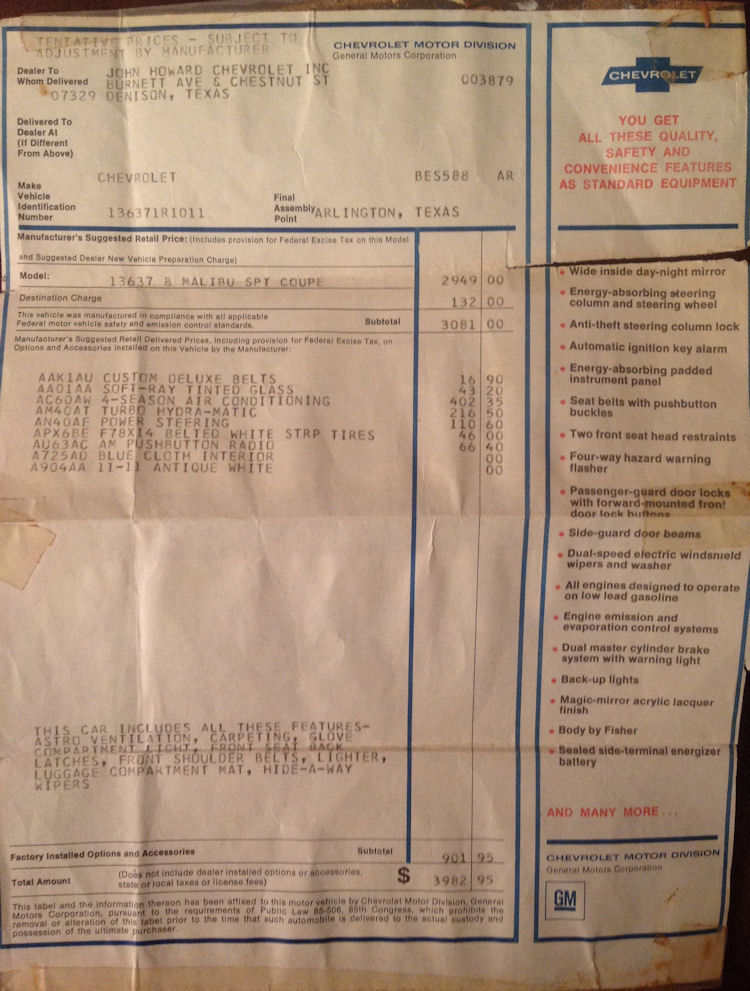 TENTATIVE PRICES - SUBJECT TO
ADJUSTMENT BY MANUFACTURER
CHEVROLET MOTOR DIVISION
General Motors Corporation
Dealer To
Whom Delivered
JOHN HOWARD CHEVROLET INC
BURNETT AVE & CHESTNUT ST
07329 DENISON, TEXAS
003879
Delivered To
Dealer At
(If Different
From Above)
CHEVROLET
BES588 AR
Make
Vehicle
Identification
Number
136371R1011
Final
Assembly
Point
ARLINGTON, TEXAS
Manufacturer's Suggested Retail Price: (Includes provision for Federal Excise Tax on this Model
and Suggested Dealer New Vehicle Preparation Charge)
Model: 13637 8 MALIBU SPT COUPE 2949 00
Destination Charge 132 00
This vehicle was manufactured in compliance with all applicable
Federal motor vehicle safety and emission control standards. Subtotal 3081 00
Manufacturer's Suggested Retail Delivered Prices, including provision for Federal Excise Tax, on
Options and Accessories Installed on this Vehicle by the Manufacturer:
AAK1AU CUSTOM DELUXE BELTS 16 90
AA01AA SOFT-RAY TINTED GLASS 43 20
AC60AW 4-SEASON AIR CONDITIONING 402 35
AM40AT TURBO HYDRA-MATIC 216 50
AN40AE POWER STEERING 110 60
APX6BE F78X14 BELTED WHITE STRP TIRES 46 00
AU63AC AM PUSHBUTTON RADIO 66 40
A725AD BLUE CLOTH INTERIOR 00
A904AA 11-11 ANTIQUE WHITE 00
THIS CAR INCLUDES ALL THESE FEATURES-
ASTRO VENTILATION, CARPETING, GLOVE
COMPARTMENT LIGHT, FRONT SEAT BACK
LATCHES, FRONT SHOULDER BELTS, LIGHTER,
LUGGAGE COMPARTMENT MAT, HIDE-A-WAY
WIPERS
Factory Installed Options and Accessories Subtotal 901 95
Total Amount (Does not include dealer installed options or accessories,
state or local taxes or license fees) $ 3982 95
This label and the information thereon has been affixed to this motor vehicle by Chevrolet Motor Division, General
Motors Corporation, pursuant to the requirements of Public Law 85-506, 85th Congress, which prohibits the
removal or alteration of this label prior to the time that such automobile is delivered to the actual custody and
possession of the ultimate purchaser.
CHEVROLET
YOU GET
ALL THESE QUALITY,
SAFETY AND
CONVENIENCE FEATURES
AS STANDARD EQUIPMENT
• Wide inside day-night mirror
• Energy-absorbing steering
column and steering wheel
• Anti-theft steering column lock
• Automatic ignition key alarm
• Energy-absorbing padded
instrument panel
• Seat belts with pushbutton
buckles
• Two front seat head restraints
• Four-way hazard warning
flasher
• Passenger-guard door locks
with forward-mounted front
door lock buttons
• Side-guard door beams
• Dual-speed electric windshield
wipers and washer
• All engines designed to operate
on low lead gasoline
• Engine emission and
evaporation control systems
• Dual master cylinder brake
system with warning light
• Back-up lights
• Magic-mirror acrylic lacquer
finish
• Body by Fisher
• Sealed side-terminal energizer
battery
AND MANY MORE...
CHEVROLET MOTOR DIVISION
General Motors Corporation
GM